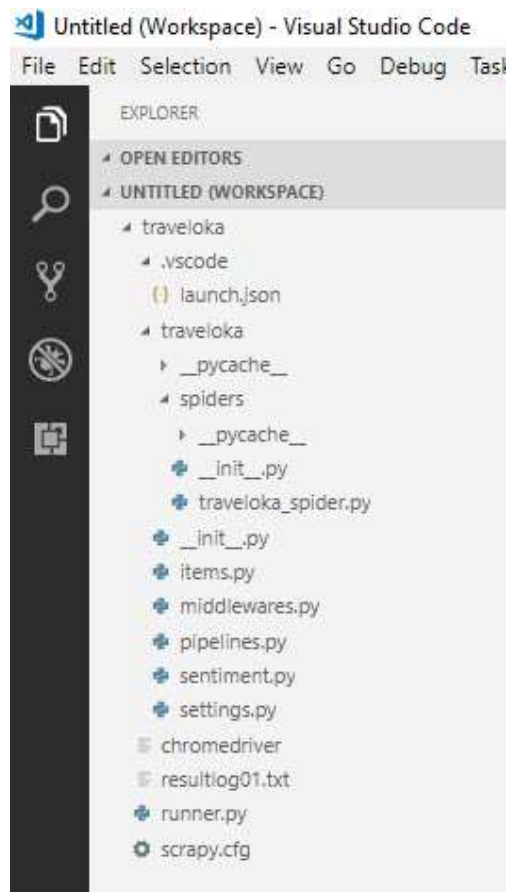 Untitled (Workspace) - Visual Studio Code
File Edit Selection View Go Debug Task
EXPLORER
OPEN EDITORS
UNTITLED (WORKSPACE)
traveloka
.vscode
{} launch.json
traveloka
__pycache__
spiders
__pycache__
__init__.py
traveloka_spider.py
__init__.py
items.py
middlewares.py
pipelines.py
sentiment.py
settings.py
chromedriver
resultlog01.txt
runner.py
scrapy.cfg